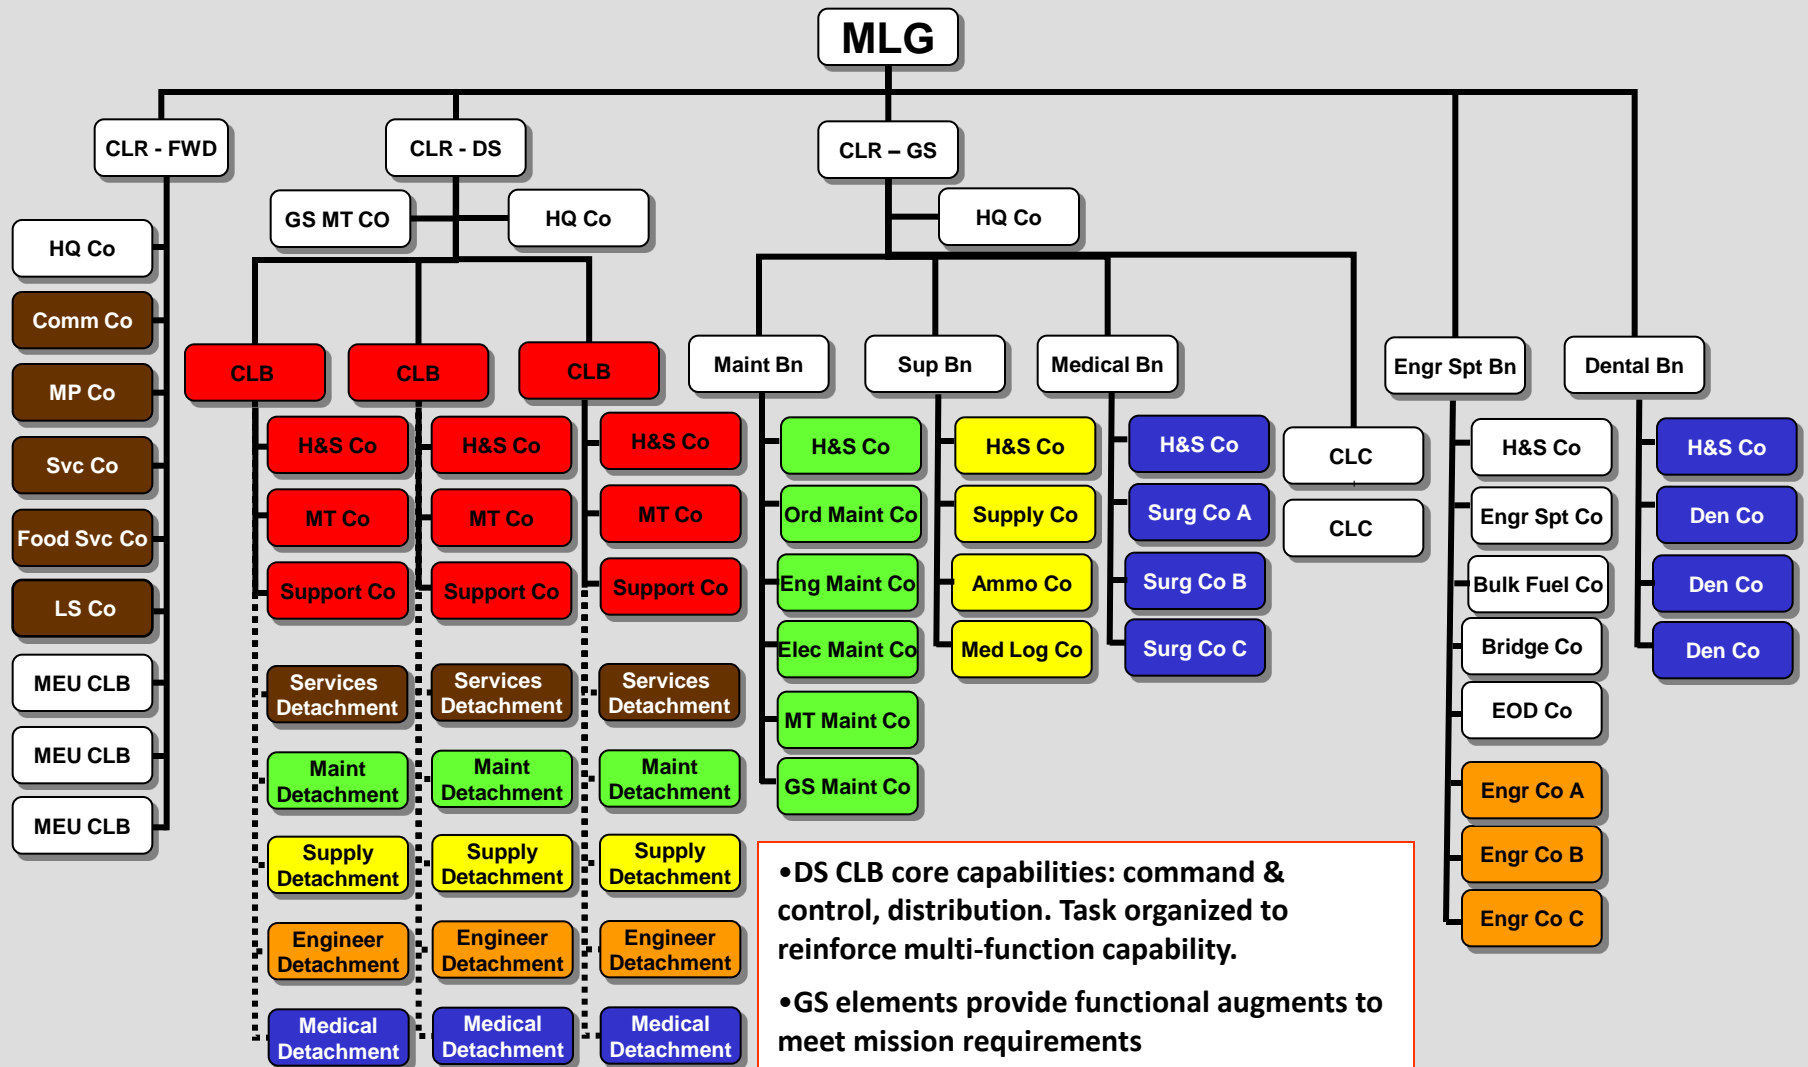 MLG
CLR - FWD
CLR - DS
CLR – GS
GS MT CO
HQ Co
HQ Co
HQ Co
Comm Co
MP Co
Svc Co
Food Svc Co
LS Co
MEU CLB
MEU CLB
MEU CLB
CLB
H&S Co
MT Co
Support Co
Services
Detachment
Maint
Detachment
Supply
Detachment
Engineer
Detachment
Medical
Detachment
CLB
H&S Co
MT Co
Support Co
Services
Detachment
Maint
Detachment
Supply
Detachment
Engineer
Detachment
Medical
Detachment
CLB
H&S Co
MT Co
Support Co
Services
Detachment
Maint
Detachment
Supply
Detachment
Engineer
Detachment
Medical
Detachment
Maint Bn
H&S Co
Ord Maint Co
Eng Maint Co
Elec Maint Co
MT Maint Co
GS Maint Co
Sup Bn
H&S Co
Supply Co
Ammo Co
Med Log Co
Medical Bn
H&S Co
Surg Co A
Surg Co B
Surg Co C
CLC
CLC
Engr Spt Bn
H&S Co
Engr Spt Co
Bulk Fuel Co
Bridge Co
EOD Co
Engr Co A
Engr Co B
Engr Co C
Dental Bn
H&S Co
Den Co
Den Co
Den Co
•DS CLB core capabilities: command &
control, distribution. Task organized to
reinforce multi-function capability.
•GS elements provide functional augments to
meet mission requirements